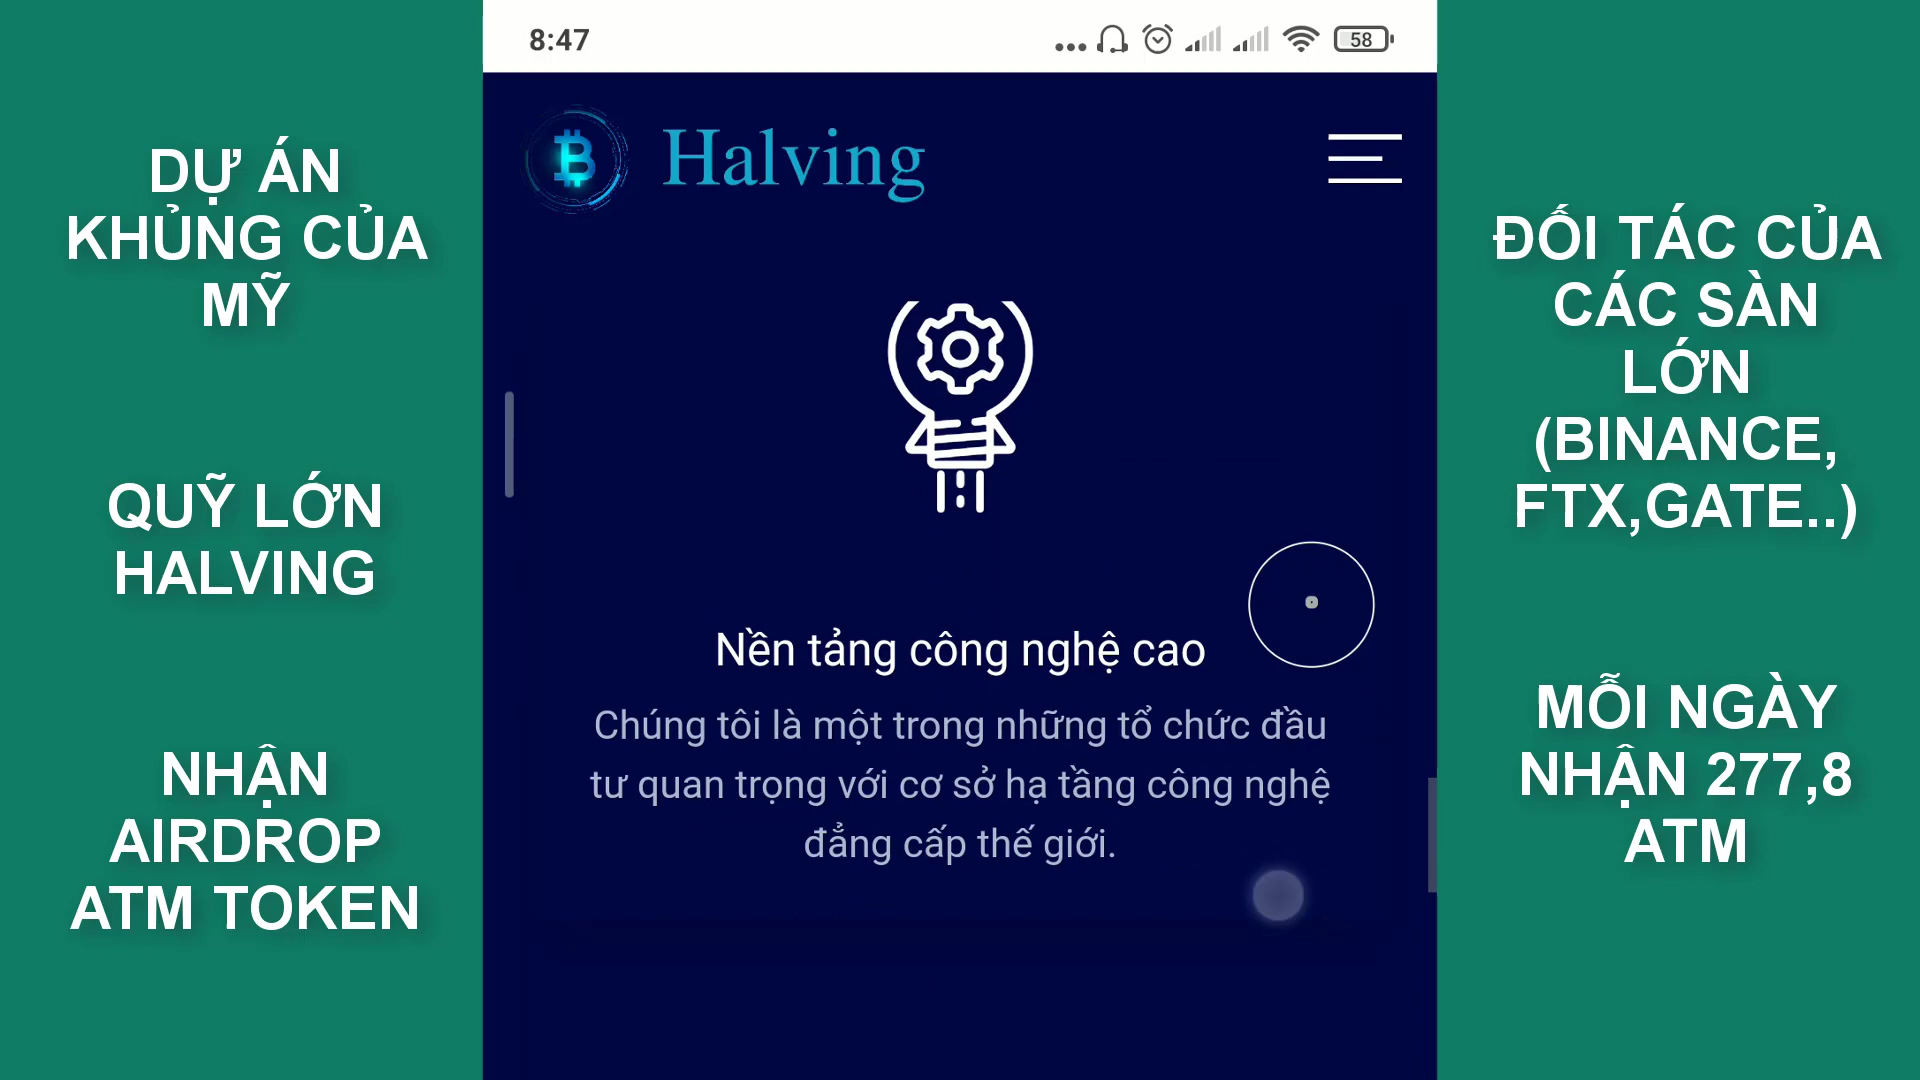 DỰ ÁN
KHỦNG CỦA
MỸ
QUỸ LỚN
HALVING
NHẬN
AIRDROP
ATM TOKEN
8:47
58
Halving
Nền tảng công nghệ cao
Chúng tôi là một trong những tổ chức đầu
tư quan trọng với cơ sở hạ tầng công nghệ
đẳng cấp thế giới.
ĐỐI TÁC CỦA
CÁC SÀN
LỚN
(BINANCE,
FTX,GATE..)
MỖI NGÀY
NHẬN 277,8
ATM